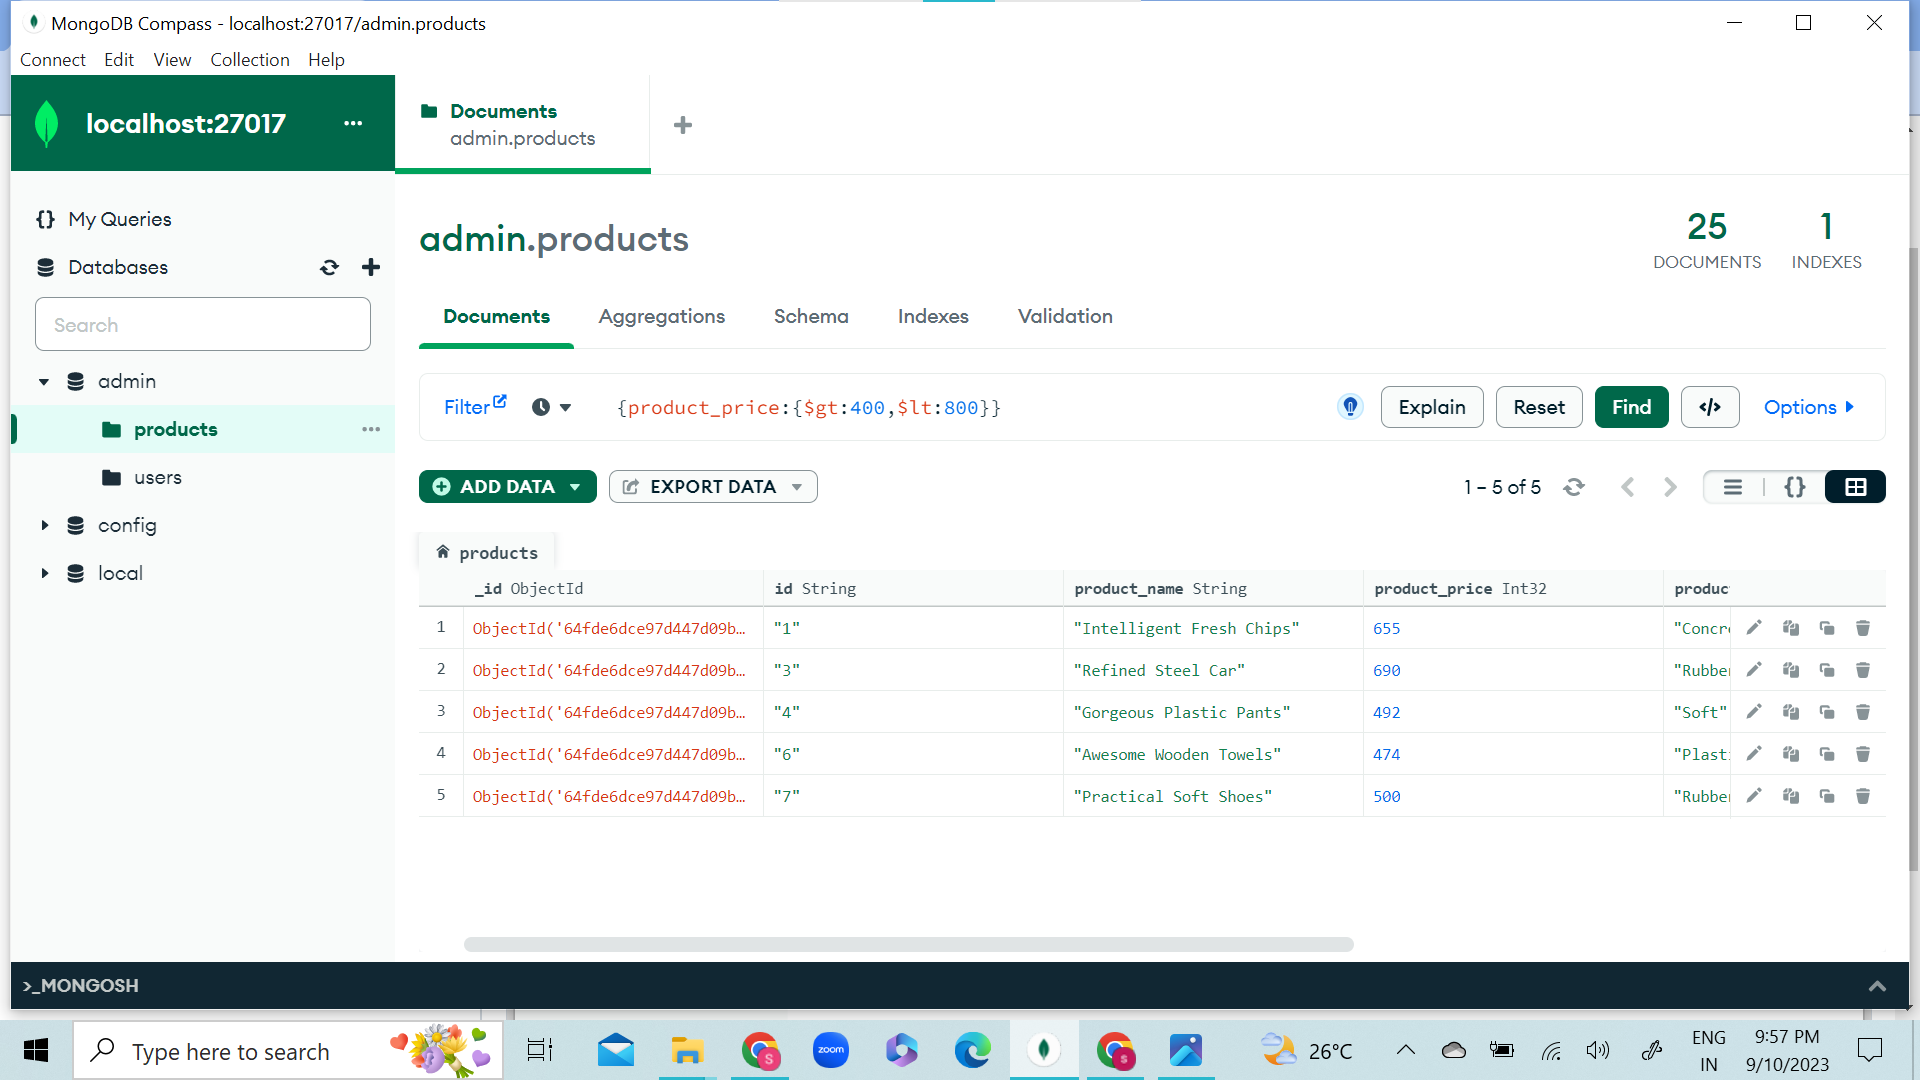 MongoDB Compass - localhost:27017/admin.products
Connect Edit View Collection Help
localhost:27017 ...
Documents
admin.products
My Queries
Databases
Search
admin
products
users
config
local
admin.products
25
DOCUMENTS
1
INDEXES
Documents Aggregations Schema Indexes Validation
Filter {product_price:{$gt:400,$lt:800}} Explain Reset Find </> Options
ADD DATA EXPORT DATA 1 – 5 of 5 {}
products
_id ObjectId id String product_name String product_price Int32 produc
1 ObjectId('64fde6dce97d447d09b… "1" "Intelligent Fresh Chips" 655 "Concre
2 ObjectId('64fde6dce97d447d09b… "3" "Refined Steel Car" 690 "Rubber
3 ObjectId('64fde6dce97d447d09b… "4" "Gorgeous Plastic Pants" 492 "Soft"
4 ObjectId('64fde6dce97d447d09b… "6" "Awesome Wooden Towels" 474 "Plasti
5 ObjectId('64fde6dce97d447d09b… "7" "Practical Soft Shoes" 500 "Rubber
>_MONGOSH
Type here to search
zoom
S
S
26°C
ENG
IN
9:57 PM
9/10/2023